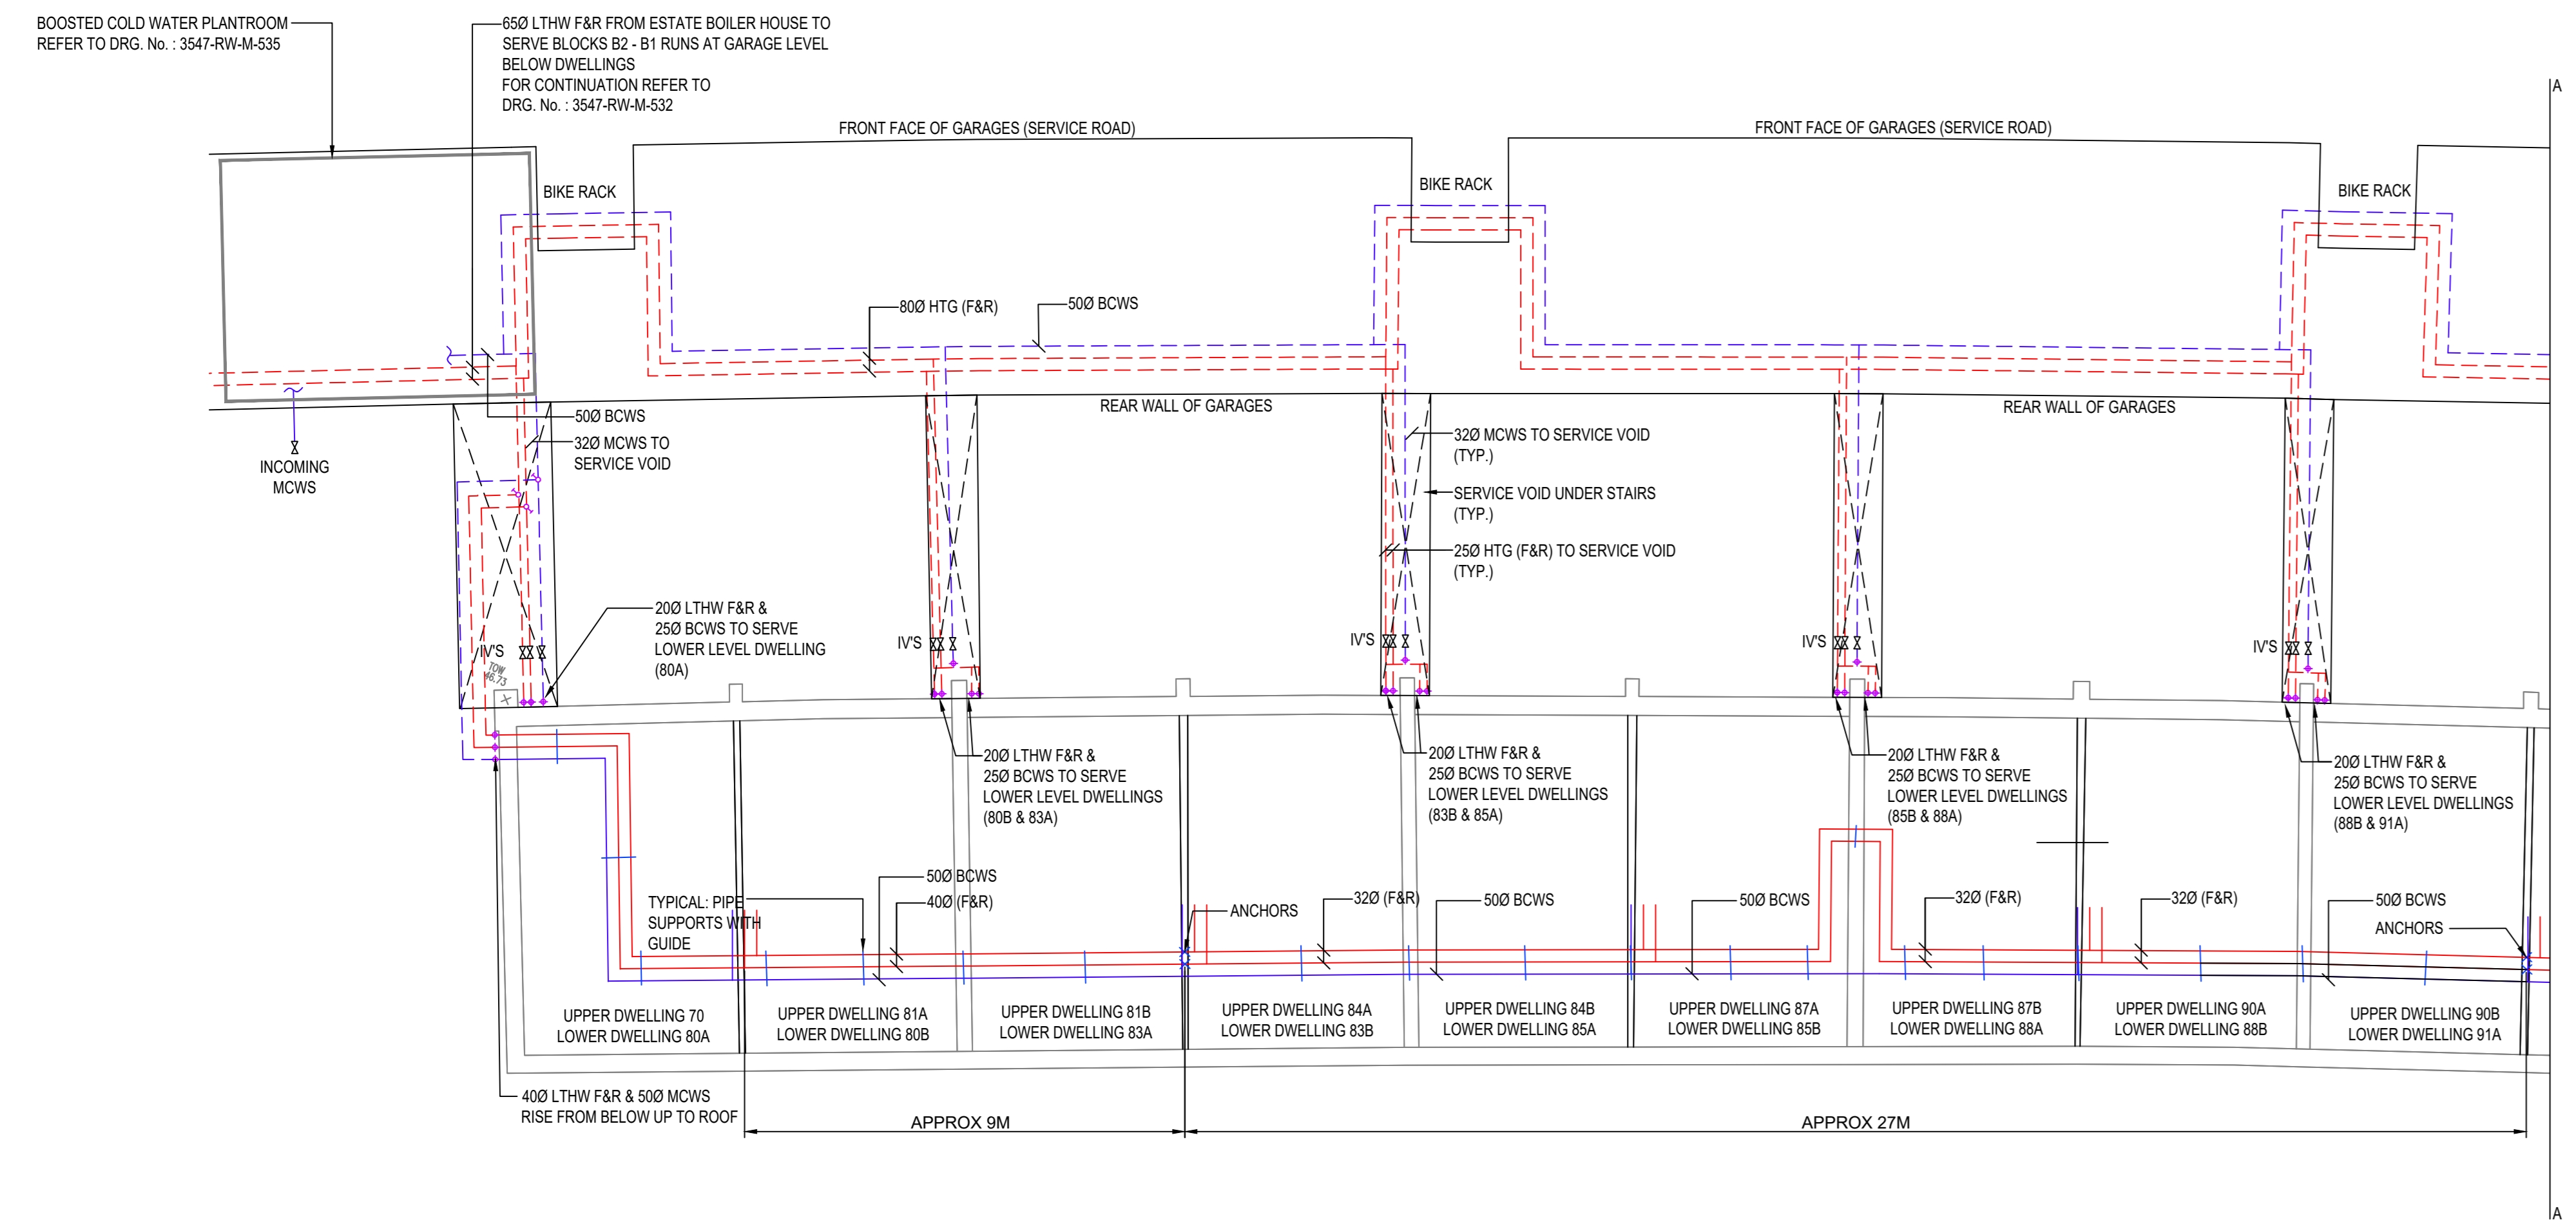 BOOSTED COLD WATER PLANTROOM
REFER TO DRG. No. : 3547-RW-M-535
65Ø LTHW F&R FROM ESTATE BOILER HOUSE TO
SERVE BLOCKS B2 - B1 RUNS AT GARAGE LEVEL
BELOW DWELLINGS
FOR CONTINUATION REFER TO
DRG. No. : 3547-RW-M-532
A
FRONT FACE OF GARAGES (SERVICE ROAD)
FRONT FACE OF GARAGES (SERVICE ROAD)
BIKE RACK
BIKE RACK
BIKE RACK
80Ø HTG (F&R)
50Ø BCWS
50Ø BCWS
32Ø MCWS TO
SERVICE VOID
INCOMING
MCWS
REAR WALL OF GARAGES
REAR WALL OF GARAGES
32Ø MCWS TO SERVICE VOID
(TYP.)
SERVICE VOID UNDER STAIRS
(TYP.)
25Ø HTG (F&R) TO SERVICE VOID
(TYP.)
20Ø LTHW F&R &
25Ø BCWS TO SERVE
LOWER LEVEL DWELLING
(80A)
IV'S
IV'S
IV'S
IV'S
IV'S
TOW
46.73
20Ø LTHW F&R &
25Ø BCWS TO SERVE
LOWER LEVEL DWELLINGS
(80B & 83A)
20Ø LTHW F&R &
25Ø BCWS TO SERVE
LOWER LEVEL DWELLINGS
(83B & 85A)
20Ø LTHW F&R &
25Ø BCWS TO SERVE
LOWER LEVEL DWELLINGS
(85B & 88A)
20Ø LTHW F&R &
25Ø BCWS TO SERVE
LOWER LEVEL DWELLINGS
(88B & 91A)
TYPICAL: PIPE
SUPPORTS WITH
GUIDE
50Ø BCWS
40Ø (F&R)
ANCHORS
32Ø (F&R)
50Ø BCWS
50Ø BCWS
32Ø (F&R)
32Ø (F&R)
50Ø BCWS
ANCHORS
UPPER DWELLING 70
LOWER DWELLING 80A
UPPER DWELLING 81A
LOWER DWELLING 80B
UPPER DWELLING 81B
LOWER DWELLING 83A
UPPER DWELLING 84A
LOWER DWELLING 83B
UPPER DWELLING 84B
LOWER DWELLING 85A
UPPER DWELLING 87A
LOWER DWELLING 85B
UPPER DWELLING 87B
LOWER DWELLING 88A
UPPER DWELLING 90A
LOWER DWELLING 88B
UPPER DWELLING 90B
LOWER DWELLING 91A
40Ø LTHW F&R & 50Ø MCWS
RISE FROM BELOW UP TO ROOF
APPROX 9M
APPROX 27M
A